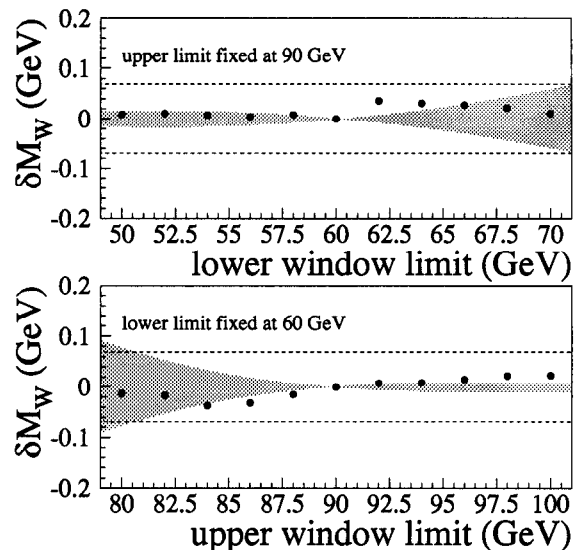 δM_W (GeV)
0.2
0.1
0
-0.1
-0.2
upper limit fixed at 90 GeV
50 52.5 55 57.5 60 62.5 65 67.5 70
lower window limit (GeV)
δM_W (GeV)
0.2
0.1
0
-0.1
-0.2
lower limit fixed at 60 GeV
80 82.5 85 87.5 90 92.5 95 97.5 100
upper window limit (GeV)